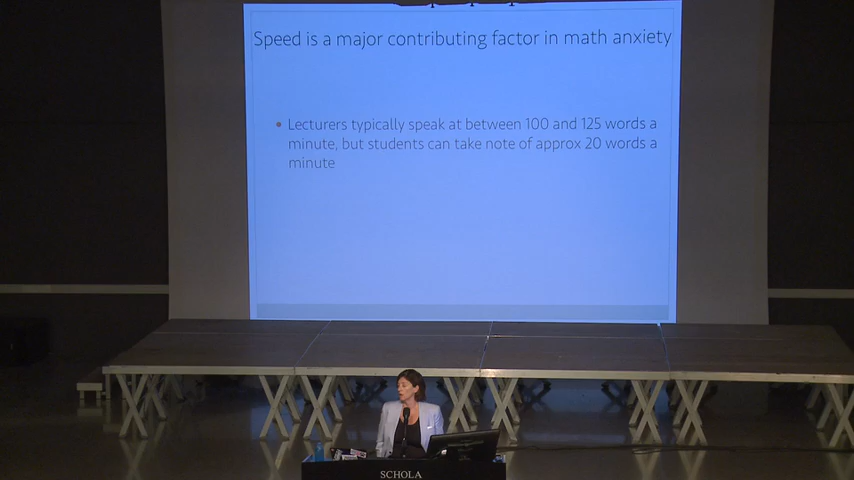 Speed is a major contributing factor in math anxiety
• Lecturers typically speak at between 100 and 125 words a
minute, but students can take note of approx 20 words a
minute
SCHOLA